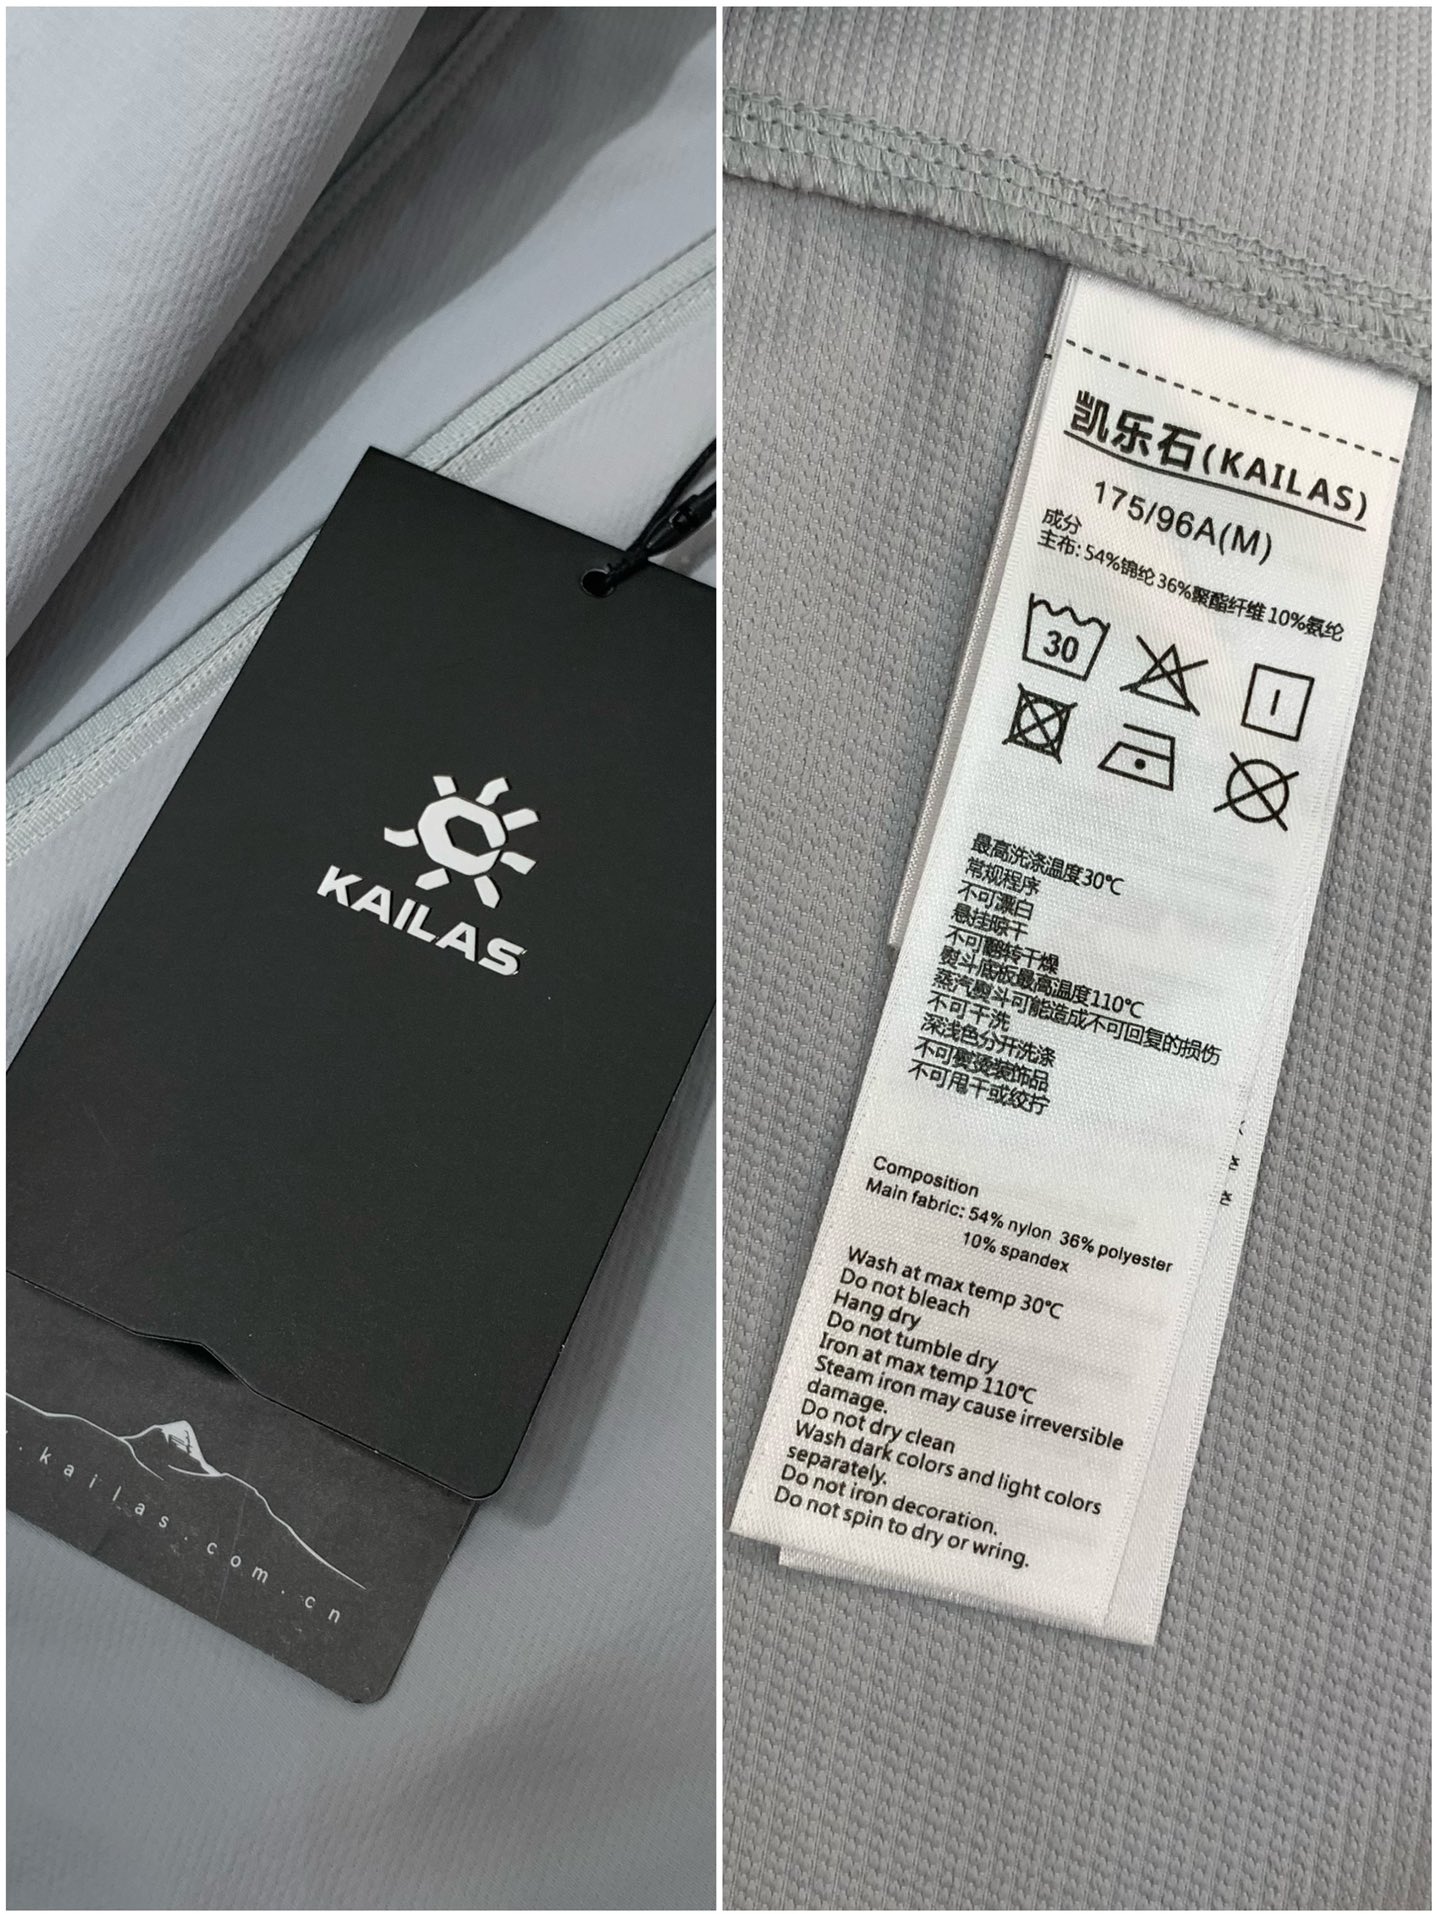 KAILAS
.kailas.com.cn
凯乐石(KAILAS)
175/96A(M)
成分
主布: 54%锦纶 36%聚酯纤维 10%氨纶
30
最高洗涤温度30℃
常规程序
不可漂白
悬挂晾干
不可翻转干燥
熨斗底板最高温度110℃
蒸汽熨斗可能造成不可回复的损伤
不可干洗
深浅色分开洗涤
不可熨烫装饰品
不可甩干或绞拧
Composition
Main fabric: 54% nylon 36% polyester
10% spandex
Wash at max temp 30℃
Do not bleach
Hang dry
Do not tumble dry
Iron at max temp 110℃
Steam iron may cause irreversible
damage.
Do not dry clean
Wash dark colors and light colors
separately.
Do not iron decoration.
Do not spin to dry or wring.